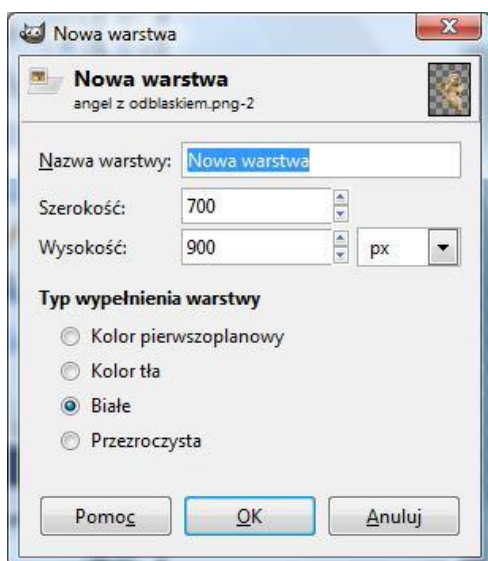 Nowa warstwa
Nowa warstwa
angel z odblaskiem.png-2
Nazwa warstwy: Nowa warstwa
Szerokość: 700
Wysokość: 900 px
Typ wypełnienia warstwy
Kolor pierwszoplanowy
Kolor tła
Białe
Przezroczysta
Pomoc OK Anuluj